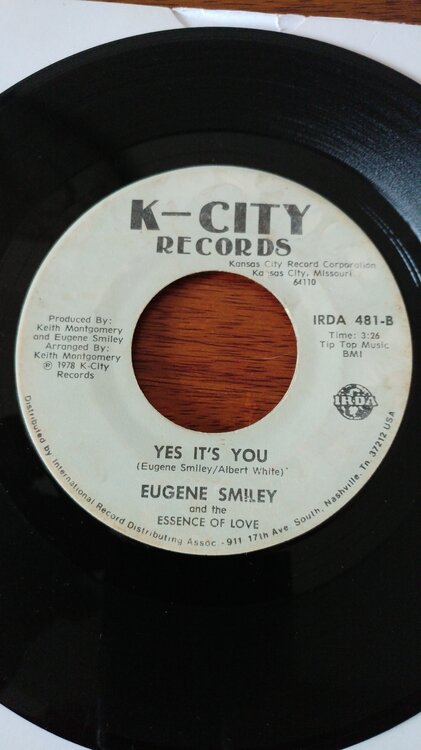 K-CITY
RECORDS
Kansas City Record Corporation
Kansas City, Missouri
64110
Produced By:
Keith Montgomery
and Eugene Smiley
Arranged By:
Keith Montgomery
℗ 1978 K-City
Records
IRDA 481-B
Time: 3:26
Tip Top Music
BMI
IRDA
YES IT'S YOU
(Eugene Smiley/Albert White)
EUGENE SMILEY
and the
ESSENCE OF LOVE
Distributed by International Record Distributing Assoc. - 911 17th Ave. South, Nashville, Tn. 37212 USA